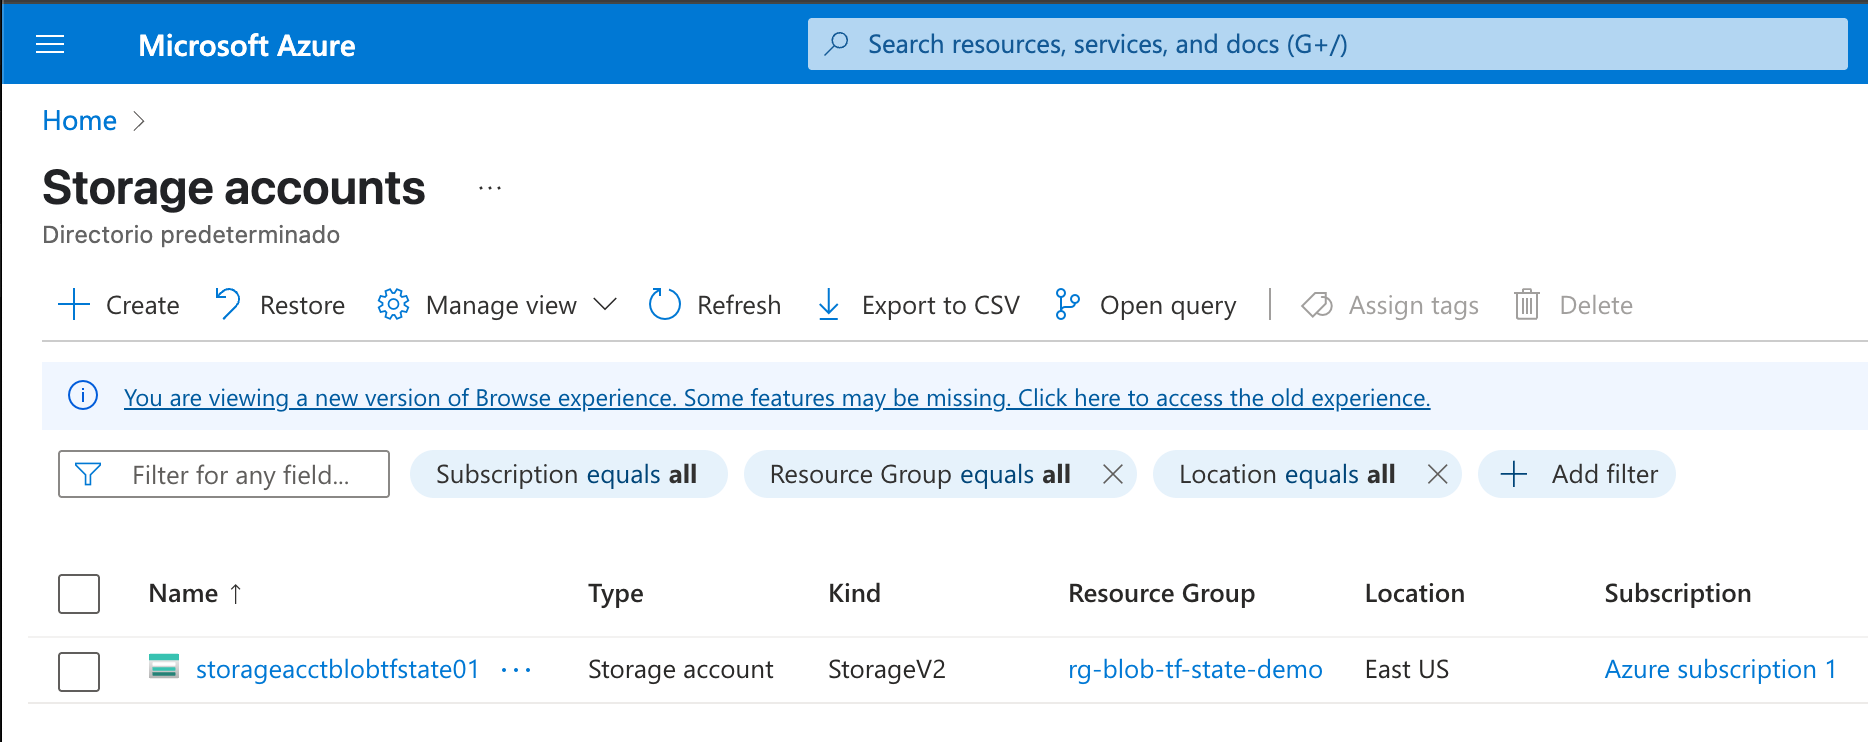 Microsoft Azure
Search resources, services, and docs (G+/)
Home
Storage accounts ...
Directorio predeterminado
Create Restore Manage view Refresh Export to CSV Open query Assign tags Delete
You are viewing a new version of Browse experience. Some features may be missing. Click here to access the old experience.
Filter for any field... Subscription equals all Resource Group equals all Location equals all Add filter
Name ↑ Type Kind Resource Group Location Subscription
storageacctblobtfstate01 ... Storage account StorageV2 rg-blob-tf-state-demo East US Azure subscription 1